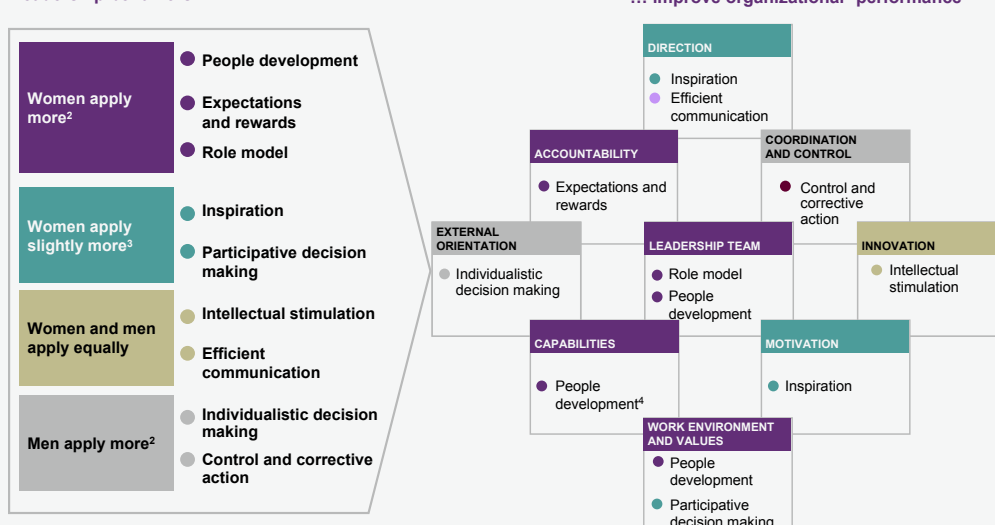 … improve organizational performance
Women apply
more2
People development
Expectations
and rewards
Role model
Women apply
slightly more3
Inspiration
Participative decision
making
Women and men
apply equally
Intellectual stimulation
Efficient
communication
Men apply more2
Individualistic decision
making
Control and corrective
action
DIRECTION
Inspiration
Efficient
communication
ACCOUNTABILITY
Expectations and
rewards
COORDINATION
AND CONTROL
Control and
corrective
action
EXTERNAL
ORIENTATION
Individualistic
decision making
LEADERSHIP TEAM
Role model
People
development
INNOVATION
Intellectual
stimulation
CAPABILITIES
People
development4
MOTIVATION
Inspiration
WORK ENVIRONMENT
AND VALUES
People
development
Participative
decision making